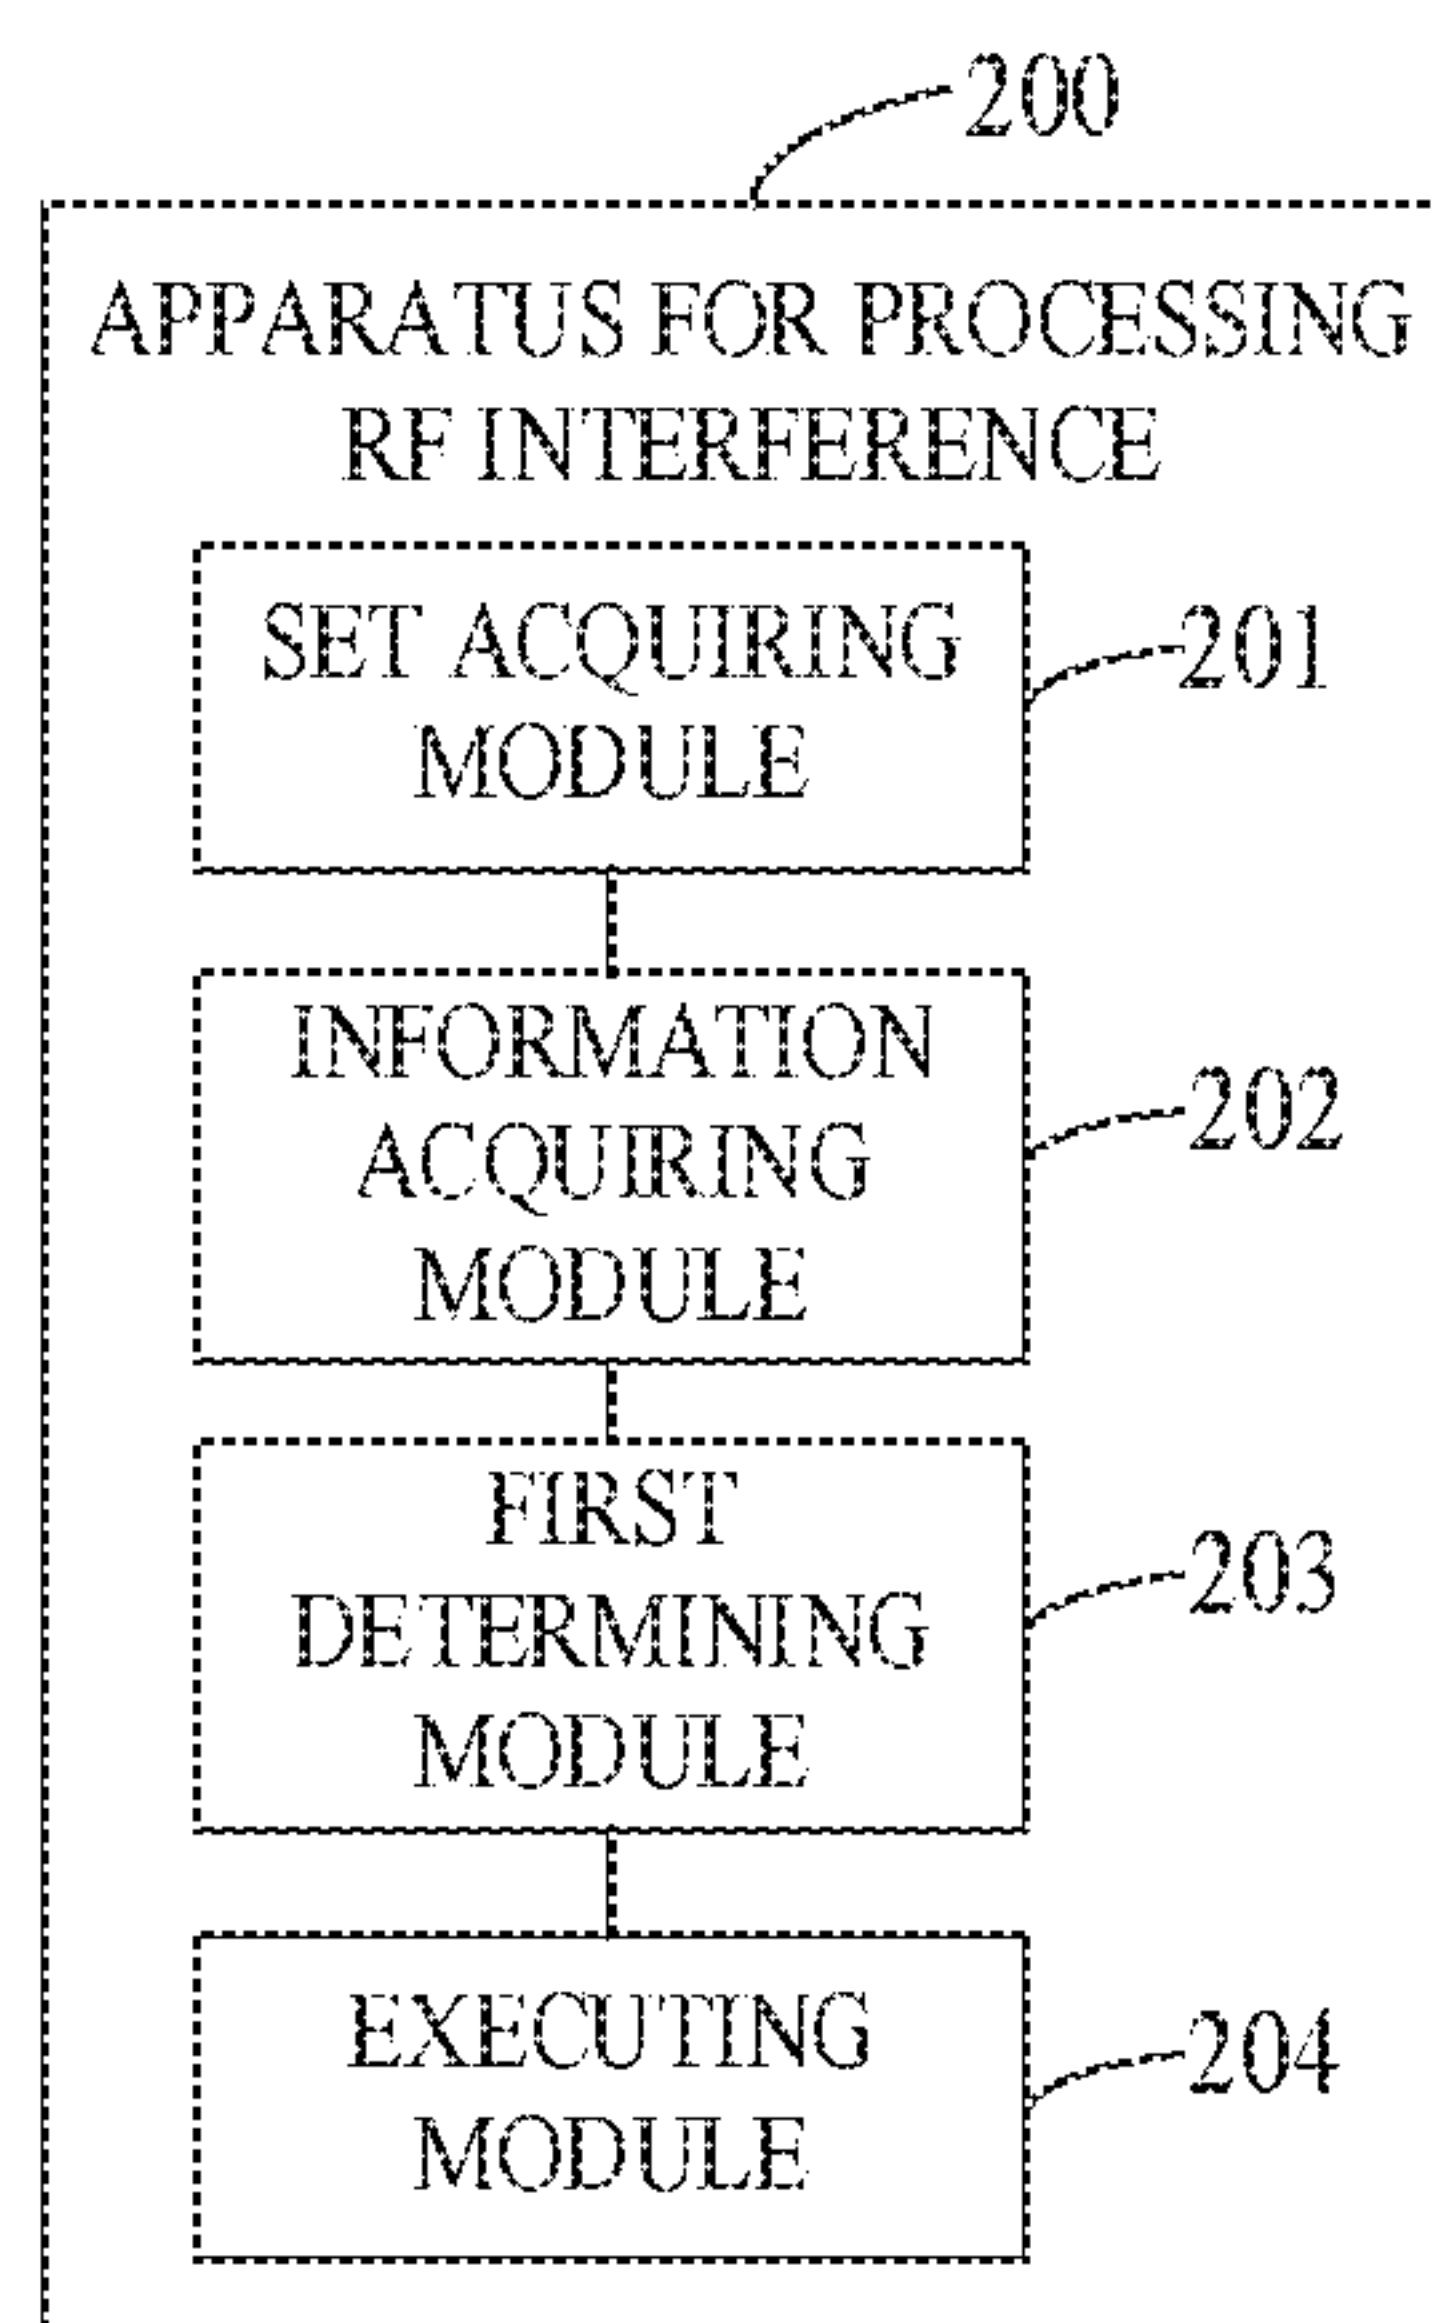 200
APPARATUS FOR PROCESSING
RF INTERFERENCE
SET ACQUIRING
MODULE
201
INFORMATION
ACQUIRING
MODULE
202
FIRST
DETERMINING
MODULE
203
EXECUTING
MODULE
204